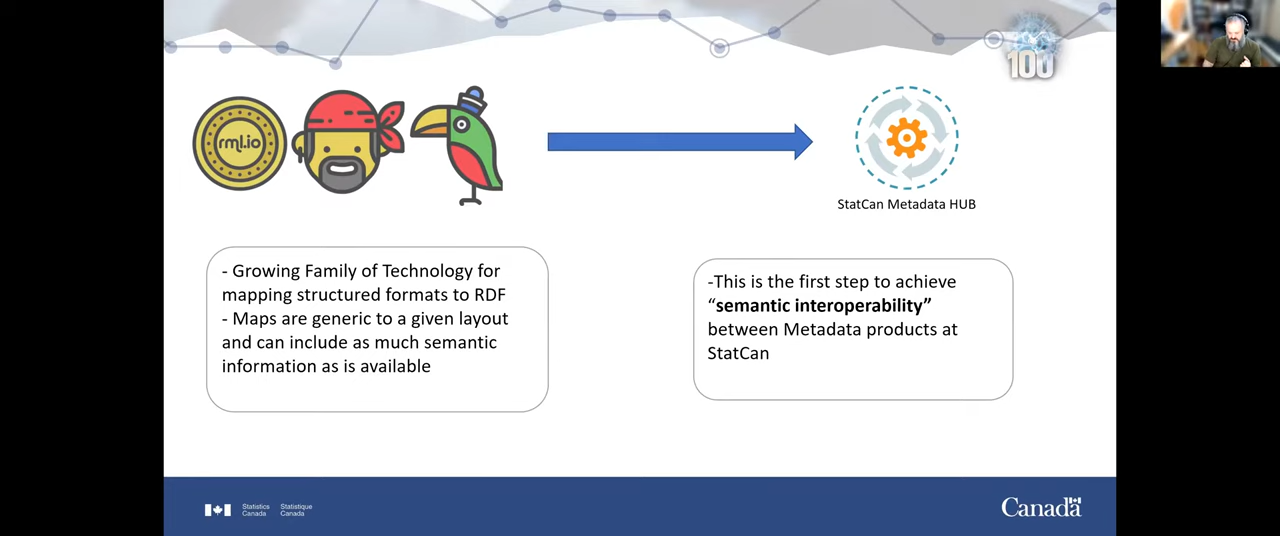 100
rml.io
StatCan Metadata HUB
- Growing Family of Technology for
mapping structured formats to RDF
- Maps are generic to a given layout
and can include as much semantic
information as is available
-This is the first step to achieve
“semantic interoperability”
between Metadata products at
StatCan
Statistics
Canada
Statistique
Canada
Canada